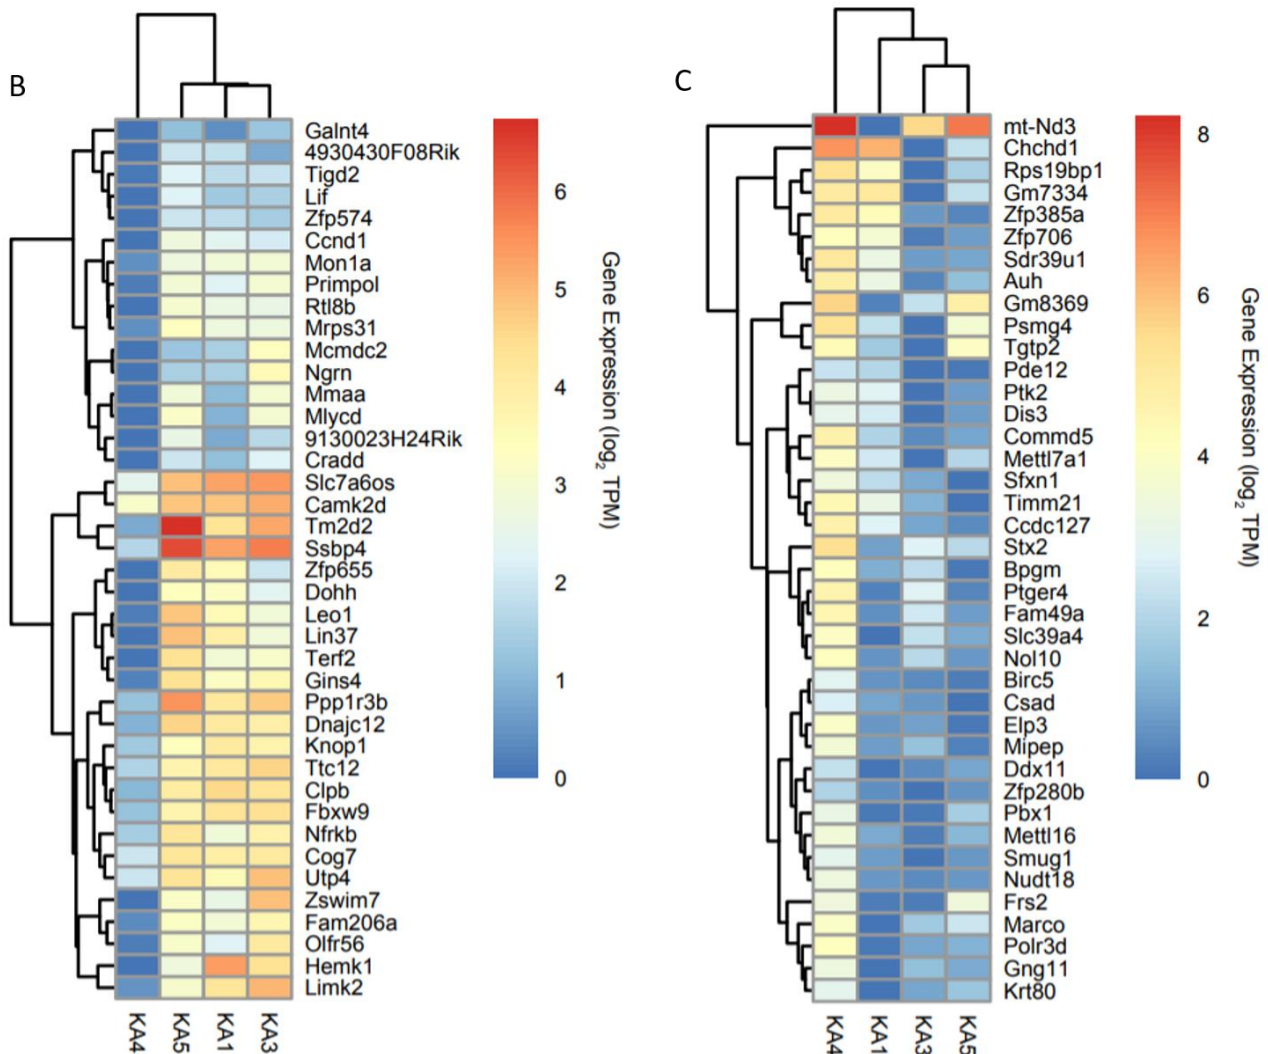 B
Galnt4
4930430F08Rik
Tigd2
Lif
Zfp574
Ccnd1
Mon1a
Primpol
Rtl8b
Mrps31
Mcmdc2
Ngrn
Mmaa
Mlycd
9130023H24Rik
Cradd
Slc7a6os
Camk2d
Tm2d2
Ssbp4
Zfp655
Dohh
Leo1
Lin37
Terf2
Gins4
Ppp1r3b
Dnajc12
Knop1
Ttc12
Clpb
Fbxw9
Nfrkb
Cog7
Utp4
Zswim7
Fam206a
Olfr56
Hemk1
Limk2
KA4
KA5
KA1
KA3
6
5
4
3
2
1
0
Gene Expression (log2 TPM)
C
mt-Nd3
Chchd1
Rps19bp1
Gm7334
Zfp385a
Zfp706
Sdr39u1
Auh
Gm8369
Psmg4
Tgtp2
Pde12
Ptk2
Dis3
Commd5
Mettl7a1
Sfxn1
Timm21
Ccdc127
Stx2
Bpgm
Ptger4
Fam49a
Slc39a4
Nol10
Birc5
Csad
Elp3
Mipep
Ddx11
Zfp280b
Pbx1
Mettl16
Smug1
Nudt18
Frs2
Marco
Polr3d
Gng11
Krt80
KA4
KA1
KA3
KA5
8
6
4
2
0
Gene Expression (log2 TPM)